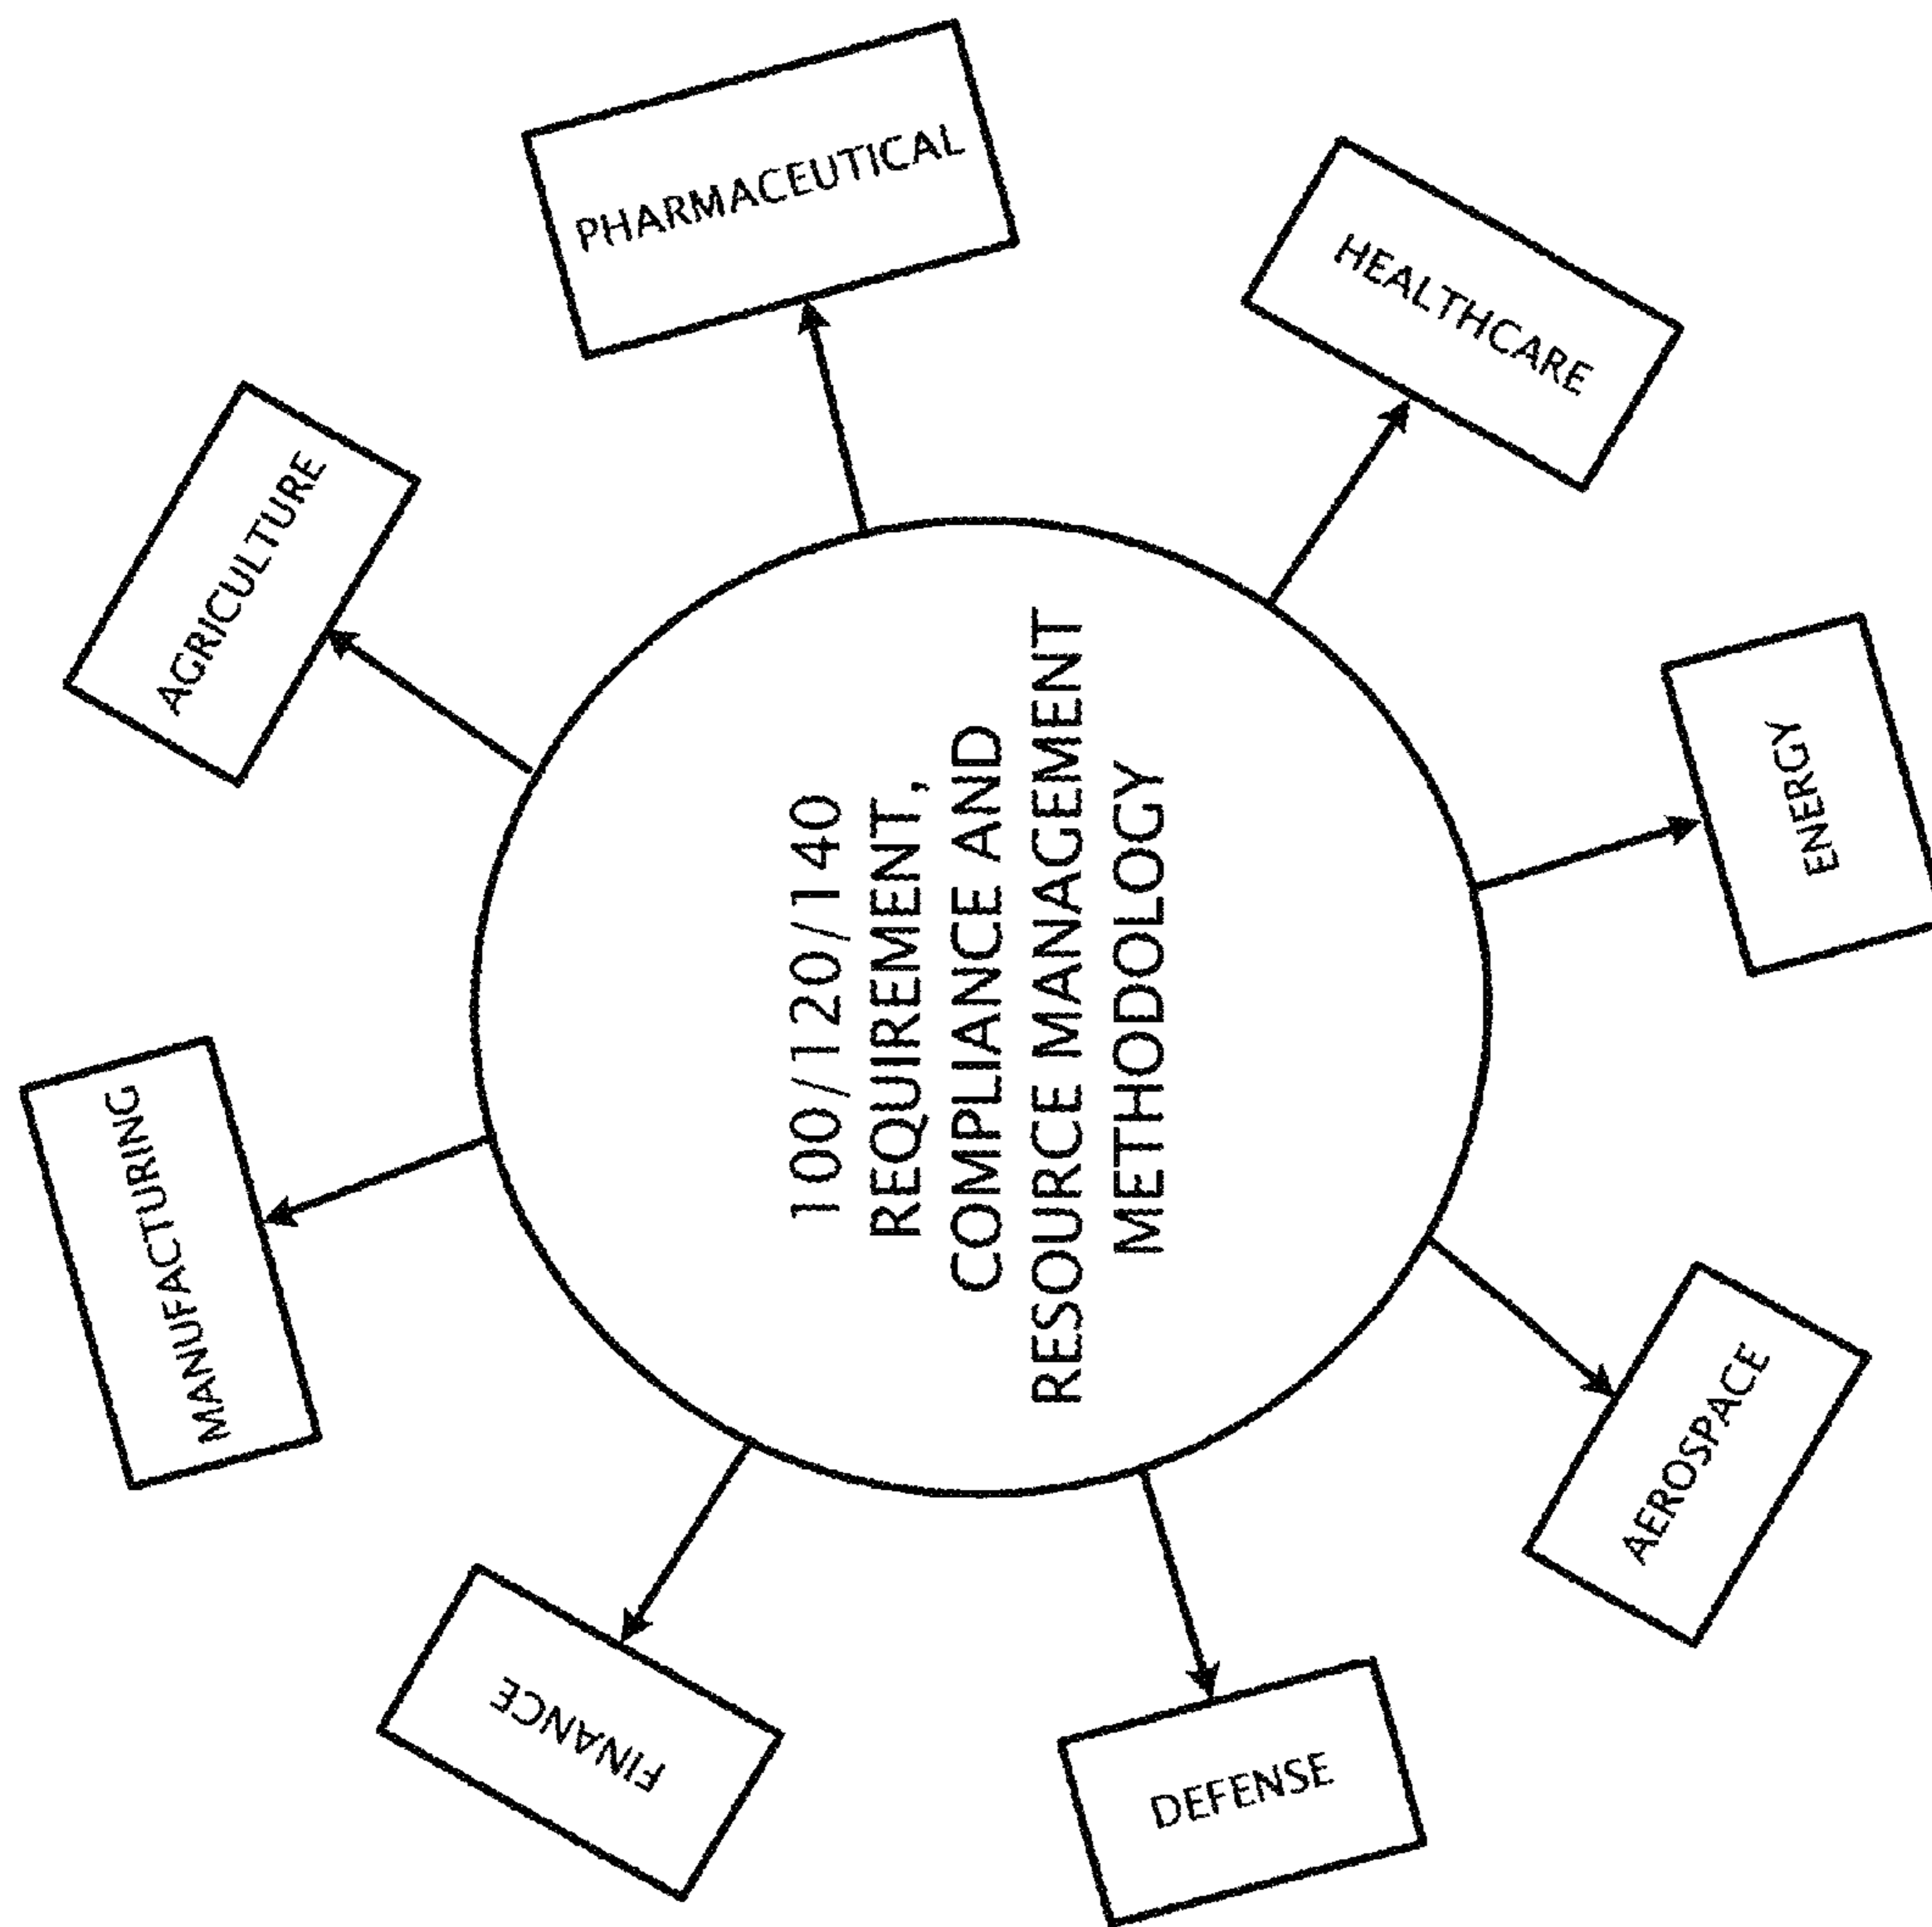 100/120/140
REQUIREMENT,
COMPLIANCE AND
RESOURCE MANAGEMENT
METHODOLOGY
PHARMACEUTICAL
HEALTHCARE
ENERGY
AEROSPACE
DEFENSE
FINANCE
MANUFACTURING
AGRICULTURE